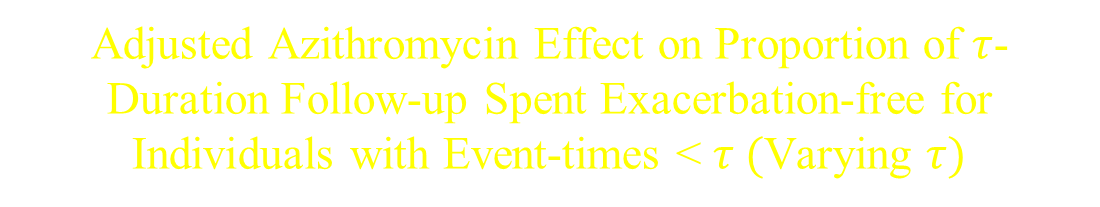 Adjusted Azithromycin Effect on Proportion of τ-
Duration Follow-up Spent Exacerbation-free for
Individuals with Event-times < τ (Varying τ)